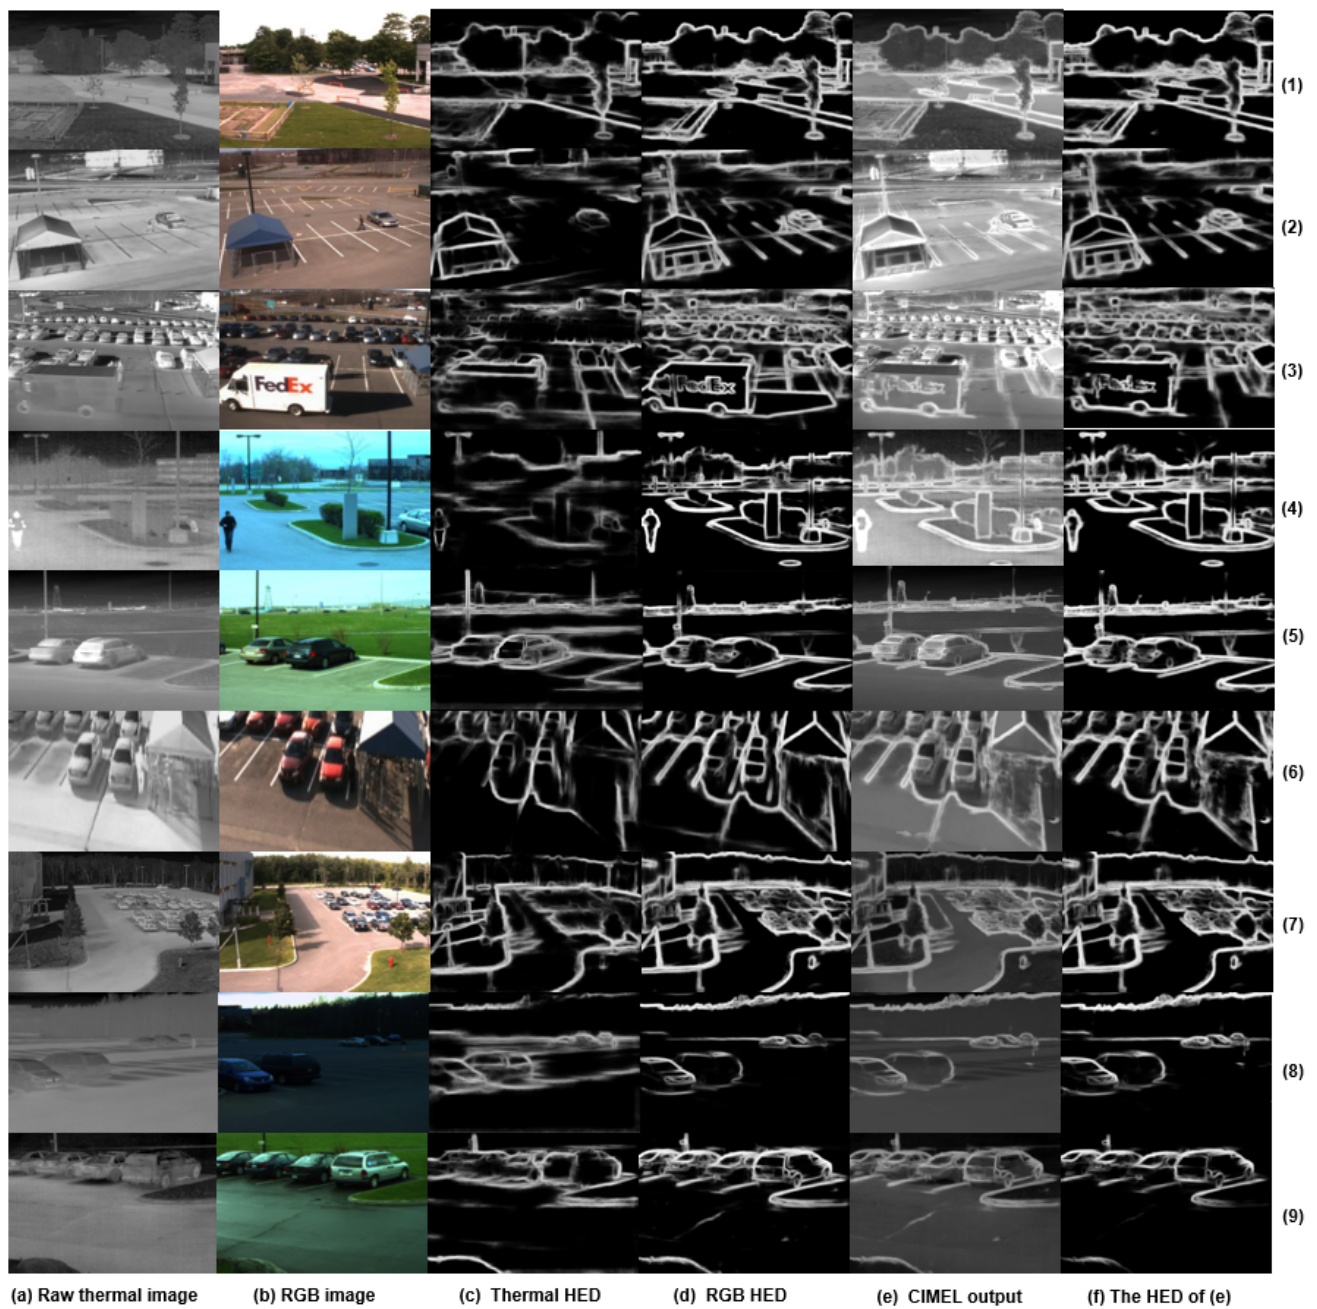 (1)
(2)
FedEx
FedEx
FedEx
FedEx
(3)
(4)
(5)
(6)
(7)
(8)
(9)
(a) Raw thermal image (b) RGB image (c) Thermal HED (d) RGB HED (e) CIMEL output (f) The HED of (e)